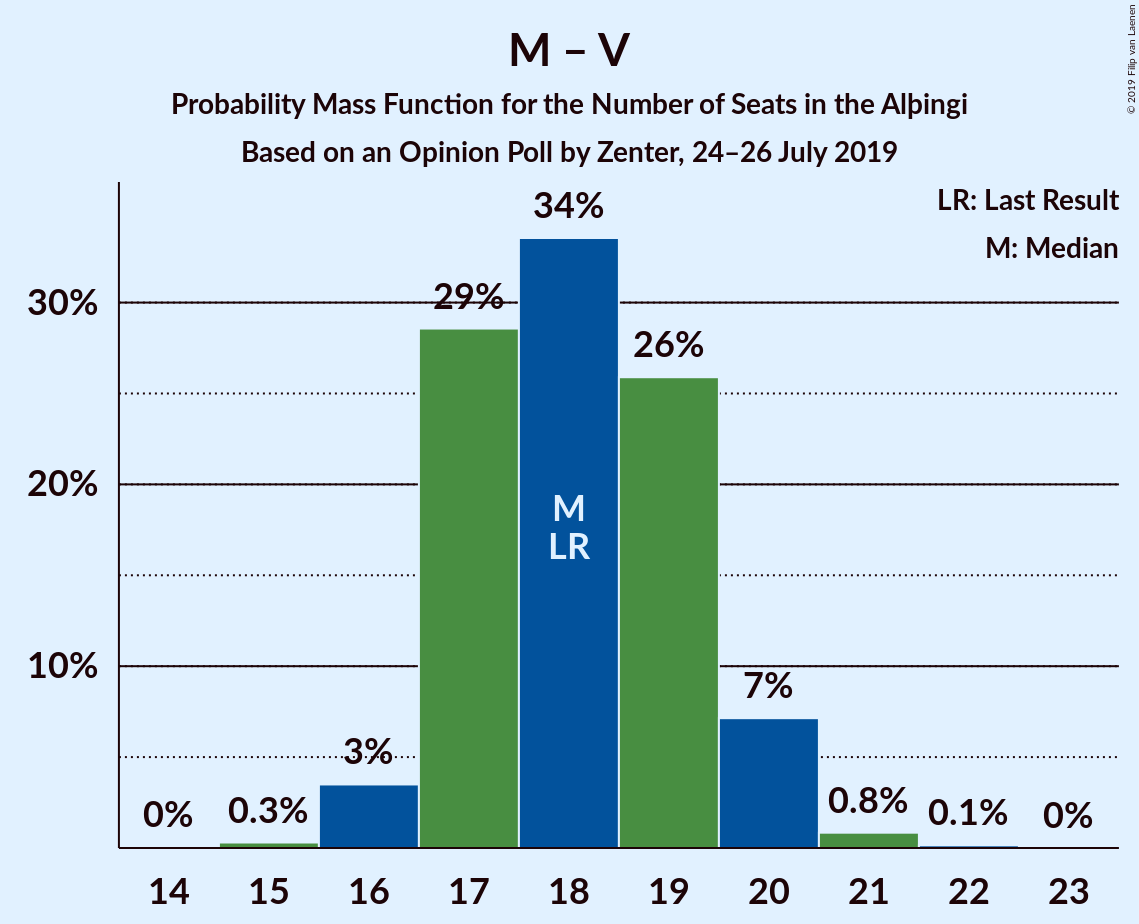 M – V
Probability Mass Function for the Number of Seats in the Alþingi
Based on an Opinion Poll by Zenter, 24–26 July 2019
© 2019 Filip van Laenen
LR: Last Result
M: Median
34%
29%
26%
7%
3%
0.8%
0.3%
0.1%
0%
0%
M
LR
30%
20%
10%
14 15 16 17 18 19 20 21 22 23